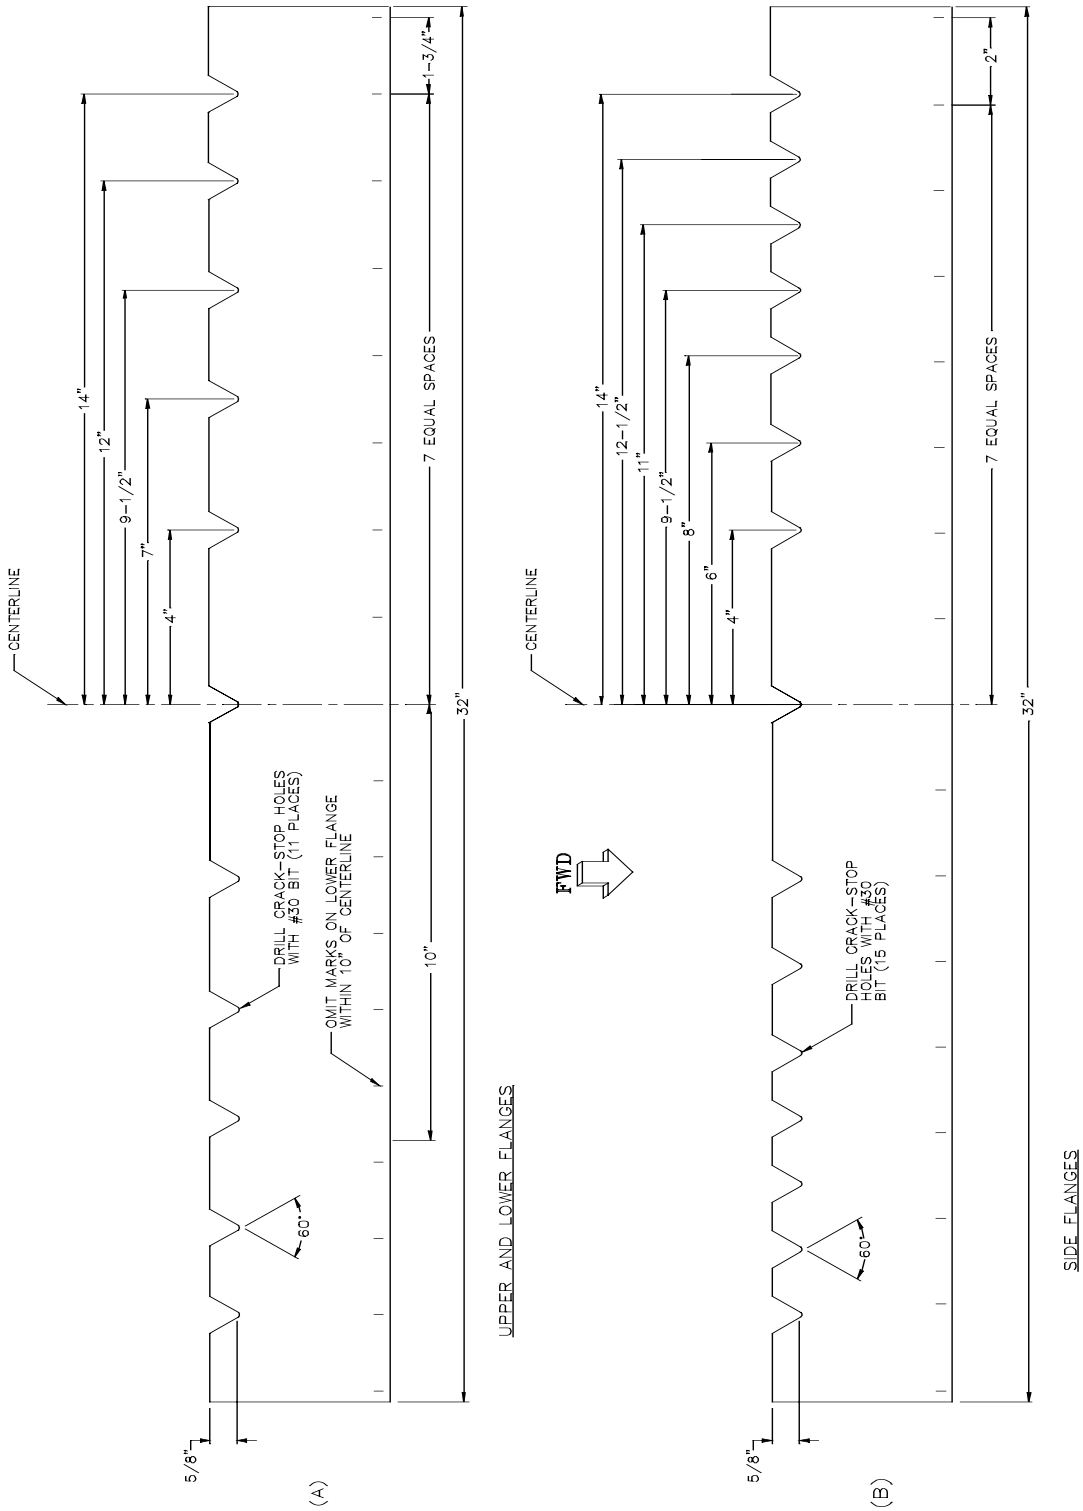 CENTERLINE
14"
12"
9-1/2"
7"
4"
1-3/4"
7 EQUAL SPACES
32"
DRILL CRACK-STOP HOLES
WITH #30 BIT (11 PLACES)
OMIT MARKS ON LOWER FLANGE
WITHIN 10" OF CENTERLINE
10"
60°
5/8"
UPPER AND LOWER FLANGES
(A)
CENTERLINE
14"
12-1/2"
11"
9-1/2"
8"
6"
4"
2"
7 EQUAL SPACES
32"
FWD
DRILL CRACK-STOP
HOLES WITH #30
BIT (15 PLACES)
60°
5/8"
SIDE FLANGES
(B)